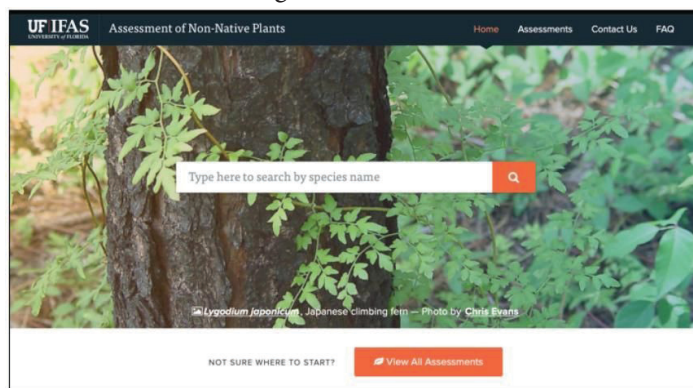 UF IFAS
UNIVERSITY of FLORIDA
Assessment of Non-Native Plants
Home Assessments Contact Us FAQ
Type here to search by species name
Lygodium japonicum, Japanese climbing fern — Photo by Chris Evans
NOT SURE WHERE TO START?
View All Assessments